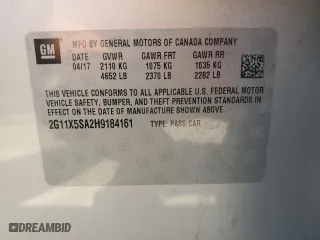 GM
MFD BY GENERAL MOTORS OF CANADA COMPANY
DATE GVWR GAWR FRT GAWR RR
04/17 2110 KG 1075 KG 1035 KG
4652 LB 2370 LB 2282 LB
THIS VEHICLE CONFORMS TO ALL APPLICABLE U.S. FEDERAL MOTOR
VEHICLE SAFETY, BUMPER, AND THEFT PREVENTION STANDARDS
IN EFFECT ON THE DATE OF MANUFACTURE SHOWN ABOVE.
2G11X5SA2H9184161 TYPE: PASS CAR
DREAMBID